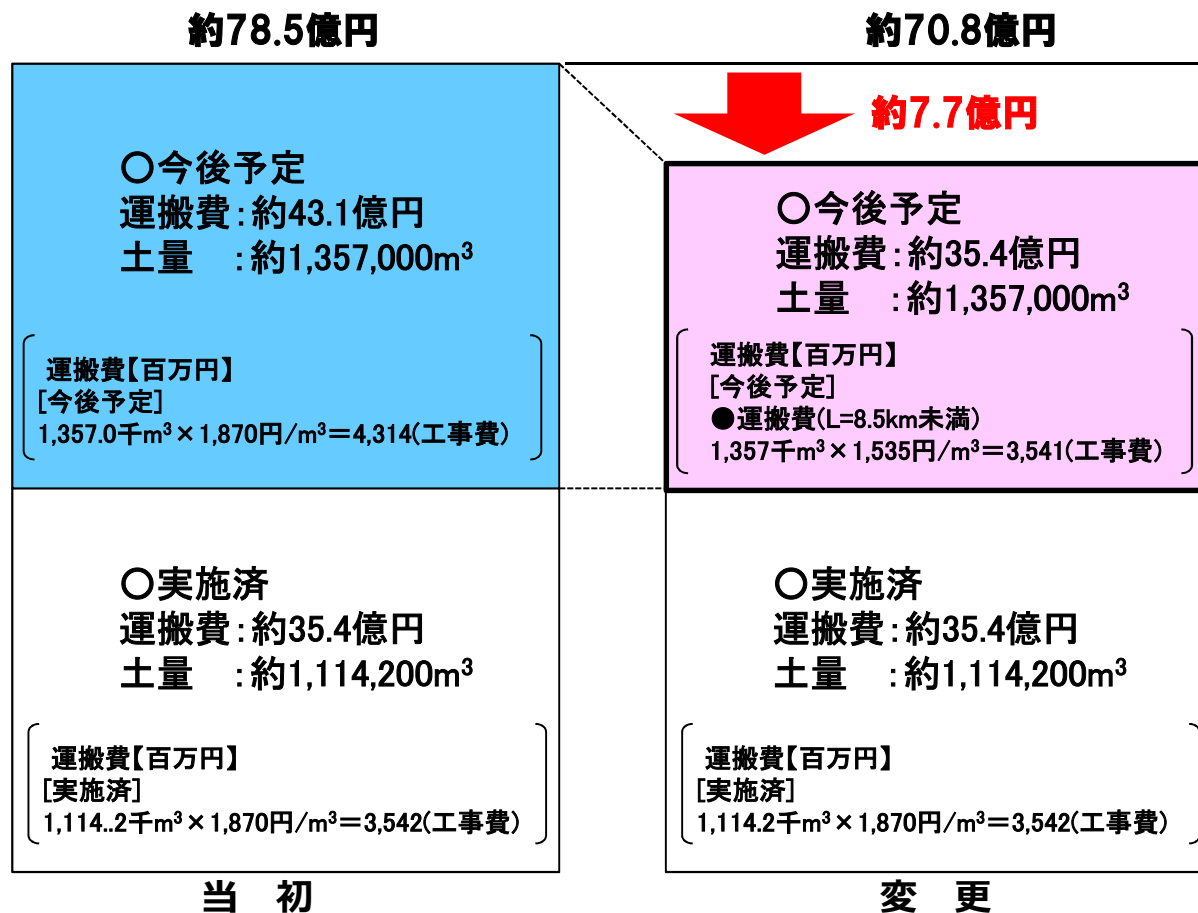 約78.5億円
○今後予定
運搬費：約43.1億円
土量　：約1,357,000m³
運搬費【百万円】
[今後予定]
1,357.0千m³×1,870円/m³＝4,314(工事費)
○実施済
運搬費：約35.4億円
土量　：約1,114,200m³
運搬費【百万円】
[実施済]
1,114..2千m³×1,870円/m³＝3,542(工事費)
当　初
約70.8億円
約7.7億円
○今後予定
運搬費：約35.4億円
土量　：約1,357,000m³
運搬費【百万円】
[今後予定]
●運搬費(L=8.5km未満)
1,357千m³×1,535円/m³＝3,541(工事費)
○実施済
運搬費：約35.4億円
土量　：約1,114,200m³
運搬費【百万円】
[実施済]
1,114.2千m³×1,870円/m³＝3,542(工事費)
変　更